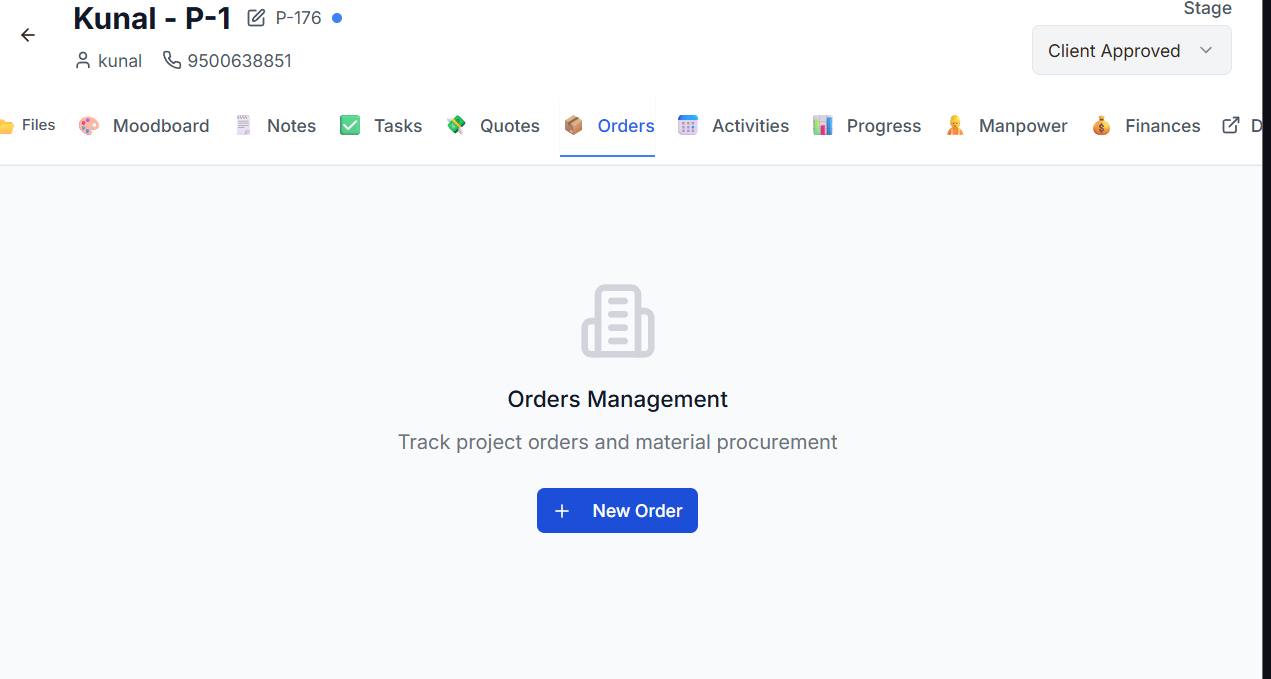 Kunal - P-1 P-176
Stage
kunal 9500638851
Client Approved
Files Moodboard Notes Tasks Quotes Orders Activities Progress Manpower Finances
Orders Management
Track project orders and material procurement
+ New Order